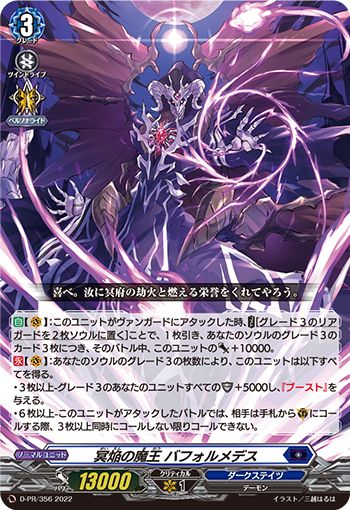 3
グレード
ツインドライブ
ペルソナライド
喜べ。汝に冥府の劫火と燃える栄誉をくれてやろう。
自【】:このユニットがヴァンガードにアタックした時、【グレード3のリアガードを2枚ソウルに置く】ことで、1枚引き、あなたのソウルのグレード3のカード3枚につき、そのバトル中、このユニットの+10000。
永【】:あなたのソウルのグレード3の枚数により、このユニットは以下すべてを得る。
・3枚以上-グレード3のあなたのユニットすべての+5000し、『ブースト』を与える。
・6枚以上-このユニットがアタックしたバトルでは、相手は手札から(G)にコールする際、3枚以上同時にコールしない限りコールできない。
ノーマルユニット
冥焔の魔王 バフォルメデス
パワー 13000
クリティカル
1
ダークステイツ
デーモン
D-PR/356 2022
イラスト/三越はるは